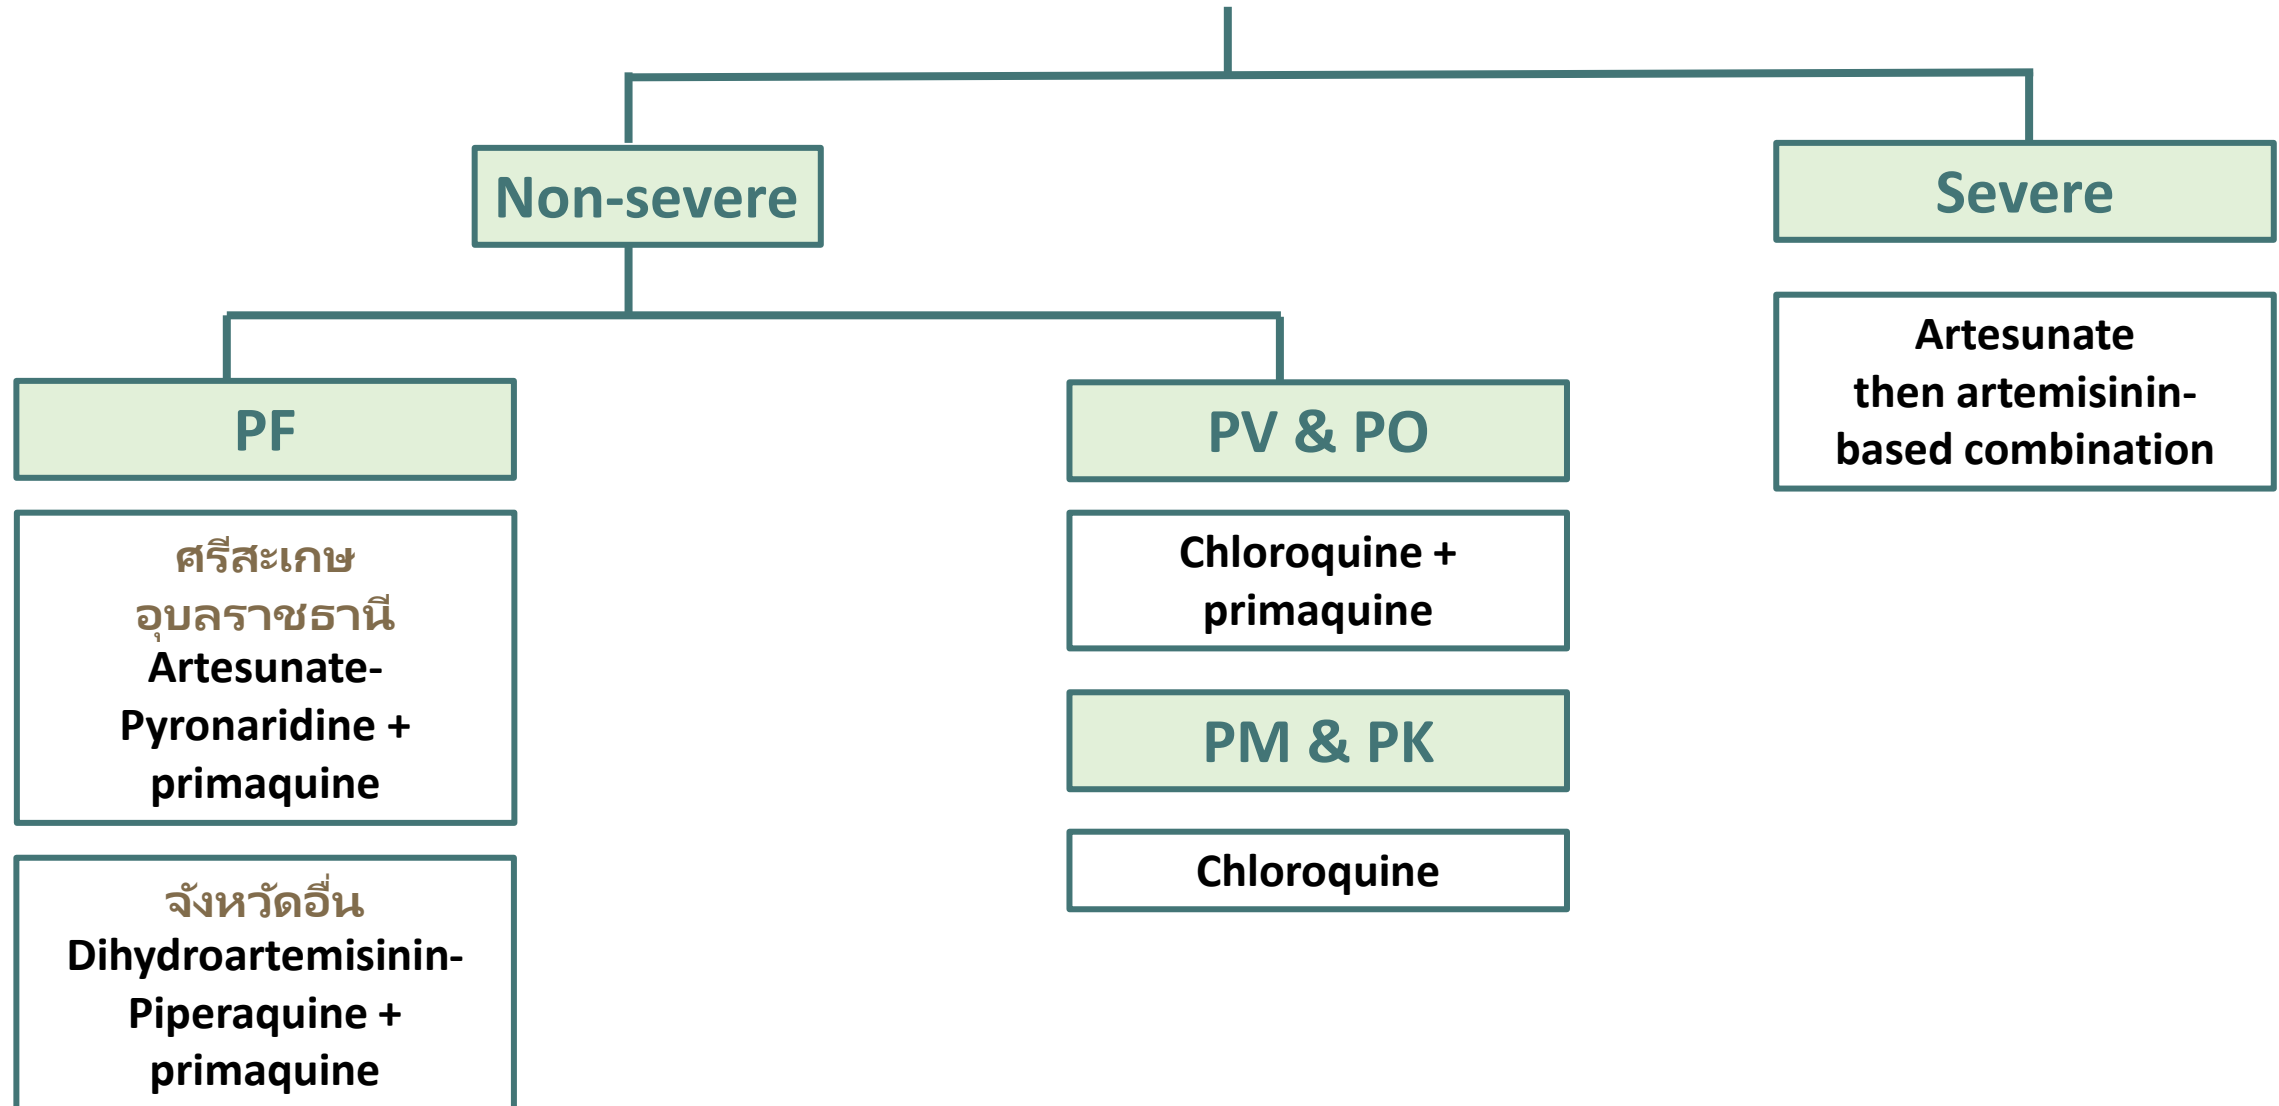 Non-severe
Severe
Artesunate
then artemisinin-
based combination
PF
ศรีสะเกษ
อุบลราชธานี
Artesunate-
Pyronaridine +
primaquine
จังหวัดอื่น
Dihydroartemisinin-
Piperaquine +
primaquine
PV & PO
Chloroquine +
primaquine
PM & PK
Chloroquine